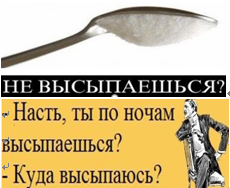 НЕ ВЫСЫПАЕШЬСЯ?
- Насть, ты по ночам
высыпаешься?
- Куда высыпаюсь?